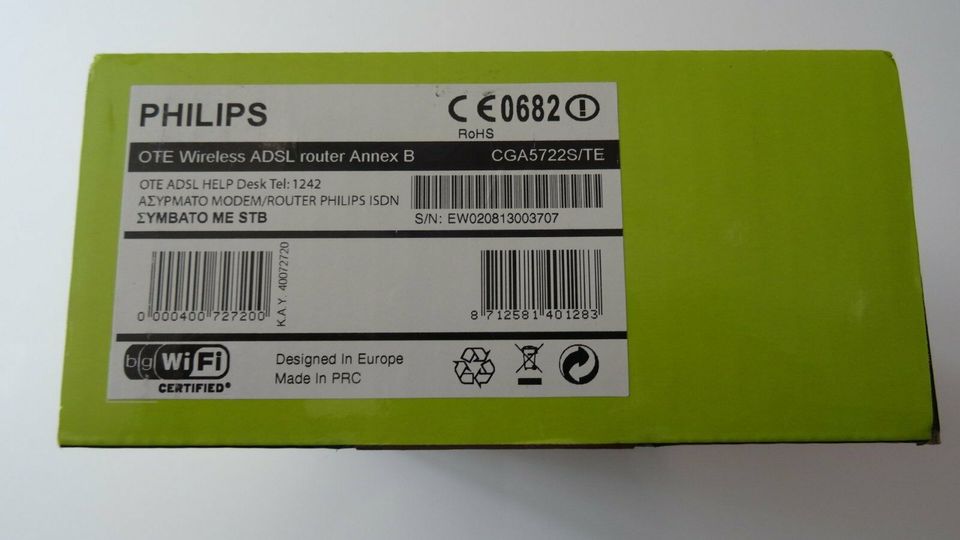 PHILIPS
CE0682
RoHS
OTE Wireless ADSL router Annex B CGA5722S/TE
OTE ADSL HELP Desk Tel: 1242
ΑΣΥΡΜΑΤΟ MODEM/ROUTER PHILIPS ISDN
ΣΥΜΒΑΤΟ ΜΕ STB
S/N: EW020813003707
0 000400 727200
K.A.Y. 40072720
8 712581 401283
b g Wi Fi
CERTIFIED®
Designed In Europe
Made In PRC